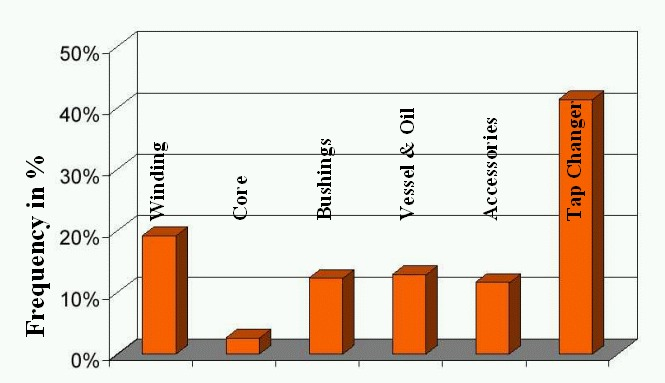 50%
40%
30%
20%
10%
0%
Frequency in %
Winding
Core
Bushings
Vessel & Oil
Accessories
Tap Changer